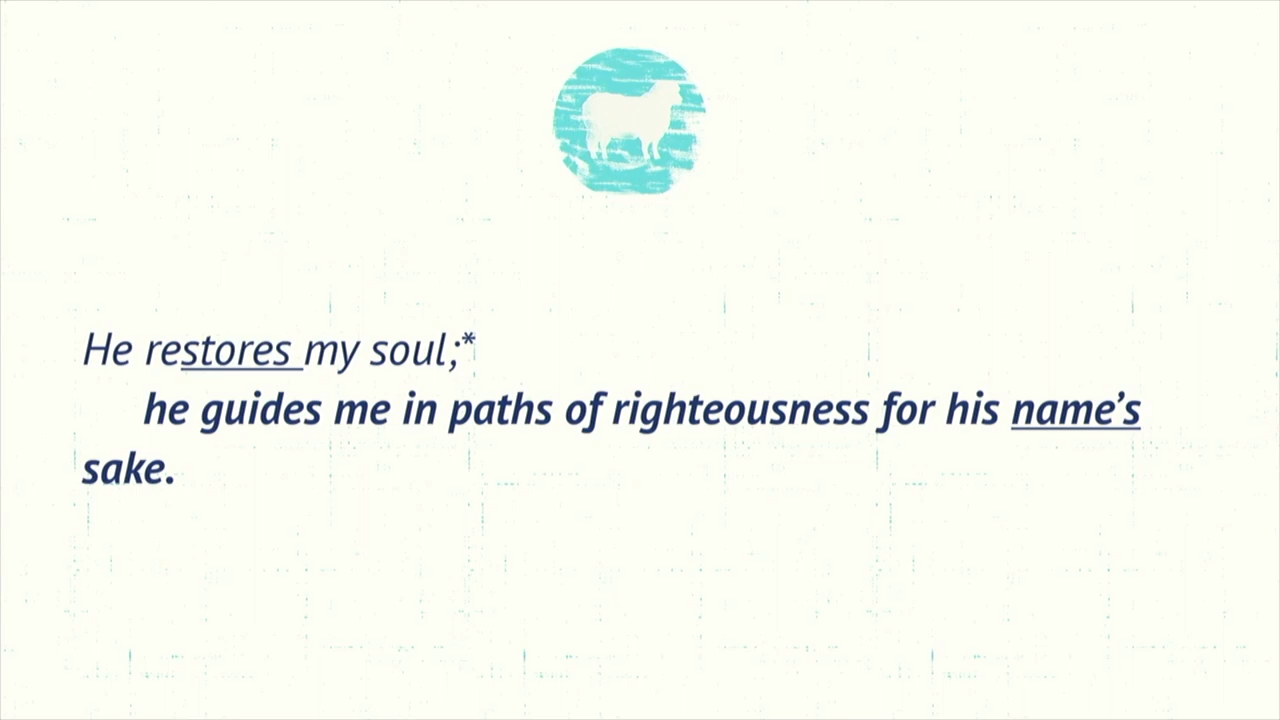 He restores my soul;*
he guides me in paths of righteousness for his name’s
sake.